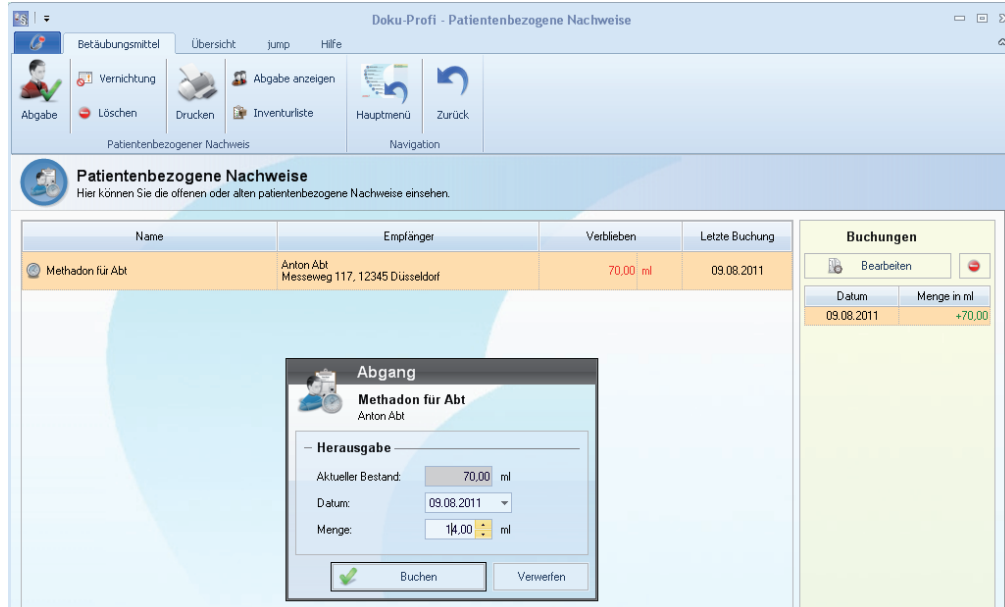 Doku-Profi - Patientenbezogene Nachweise
Betäubungsmittel Übersicht jump Hilfe
Abgabe
Vernichtung
Löschen
Drucken
Abgabe anzeigen
Inventurliste
Hauptmenü
Zurück
Patientenbezogener Nachweis
Navigation
Patientenbezogene Nachweise
Hier können Sie die offenen oder alten patientenbezogene Nachweise einsehen.
Name Empfänger Verblieben Letzte Buchung
Methadon für Abt
Anton Abt
Messeweg 117, 12345 Düsseldorf
70,00 ml
09.08.2011
Buchungen
Bearbeiten
Datum Menge in ml
09.08.2011 +70,00
Abgang
Methadon für Abt
Anton Abt
Herausgabe
Aktueller Bestand: 70,00 ml
Datum: 09.08.2011
Menge: 14,00 ml
Buchen Verwerfen